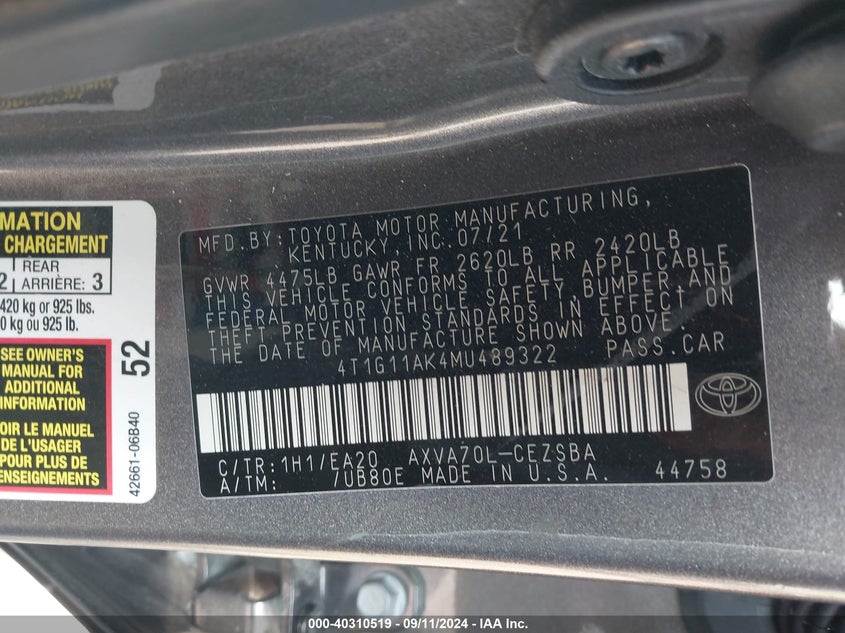 MATION
CHARGEMENT
2 REAR
ARRIÈRE: 3
420 kg or 925 lbs.
0 kg ou 925 lb.
SEE OWNER'S
MANUAL FOR
ADDITIONAL
INFORMATION
OIR LE MANUEL
DE L'USAGER
POUR PLUS DE
ENSEIGNEMENTS
52
42661-06B40
MFD.BY:TOYOTA MOTOR MANUFACTURING,
KENTUCKY,INC.07/21
GVWR 4475LB GAWR FR 2620LB RR 2420LB
THIS VEHICLE CONFORMS TO ALL APPLICABLE
FEDERAL MOTOR VEHICLE SAFETY,BUMPER,AND
THEFT-PREVENTION STANDARDS IN EFFECT ON
THE DATE OF MANUFACTURE SHOWN ABOVE.
4T1G11AK4MU489322 PASS.CAR
C/TR:1H1/EA20 AXVA70L-CEZSBA
A/TM: /UB80E MADE IN U.S.A. 44758
000-40310519 - 09/11/2024 - IAA Inc.